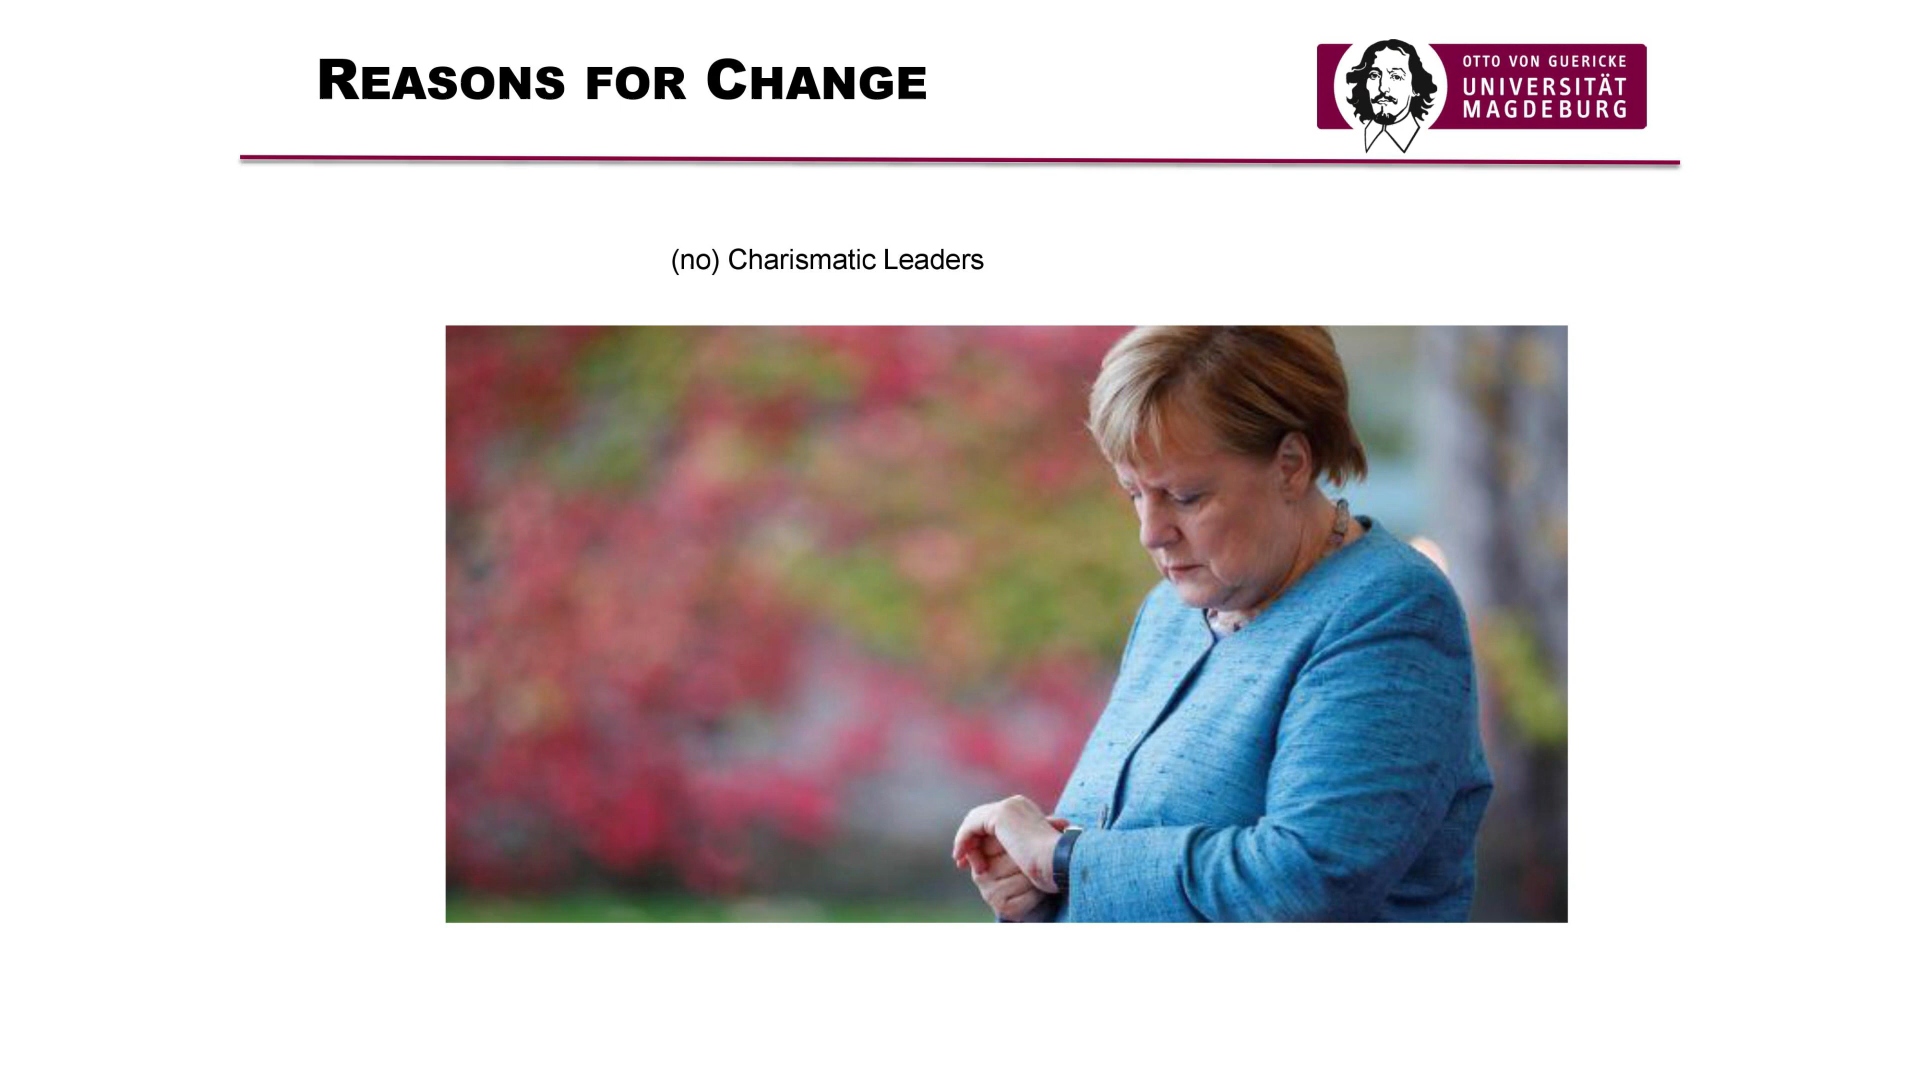 REASONS FOR CHANGE
OTTO VON GUERICKE
UNIVERSITÄT
MAGDEBURG
(no) Charismatic Leaders